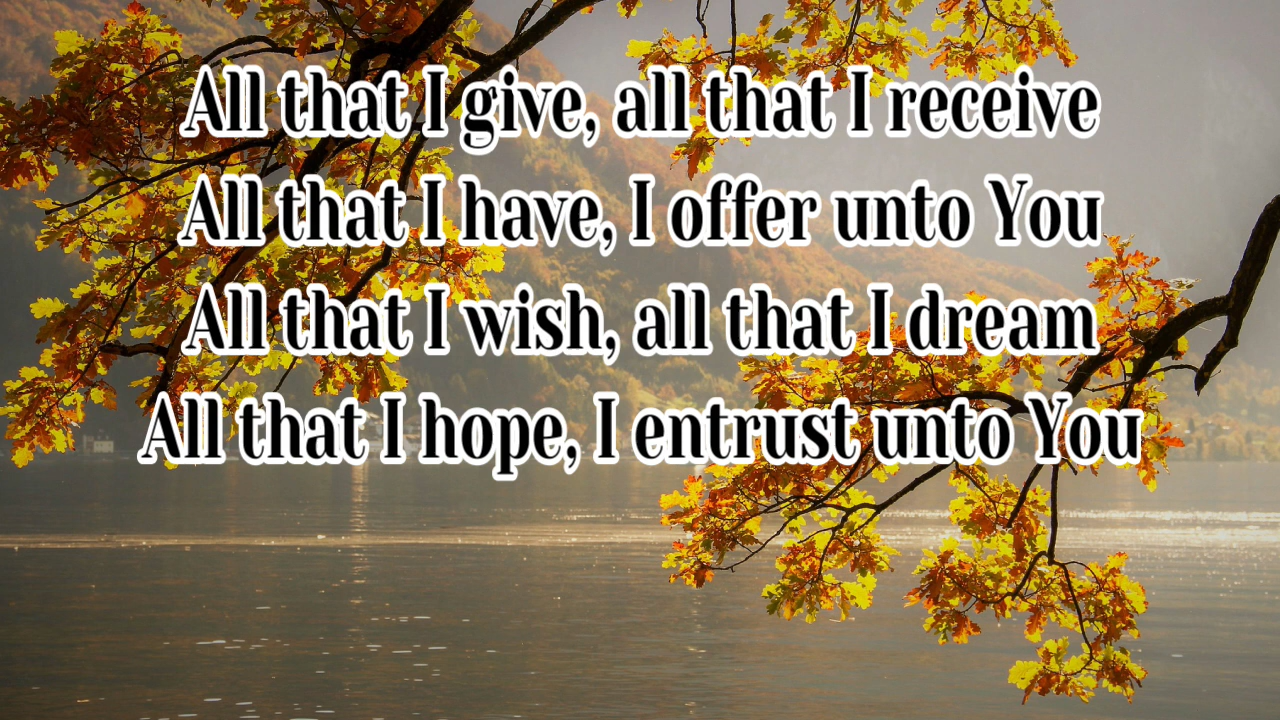 All that I give, all that I receive
All that I have, I offer unto You
All that I wish, all that I dream
All that I hope, I entrust unto You